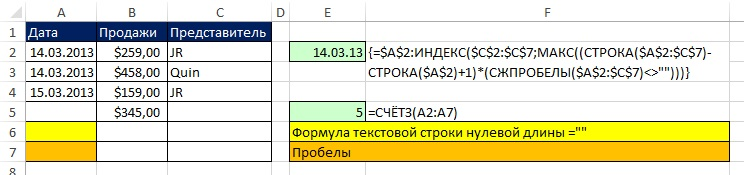 A B C D E F
1 Дата Продажи Представитель
2 14.03.2013 $259,00 JR 14.03.13 {=$A$2:ИНДЕКС($C$2:$C$7;МАКС((СТРОКА($A$2:$C$7)-
3 14.03.2013 $458,00 Quin СТРОКА($A$2)+1)*(СЖПРОБЕЛЫ($A$2:$C$7)<>"")))}
4 15.03.2013 $159,00 JR
5 $345,00 5 =СЧЁТЗ(A2:A7)
6 Формула текстовой строки нулевой длины =""
7 Пробелы
8